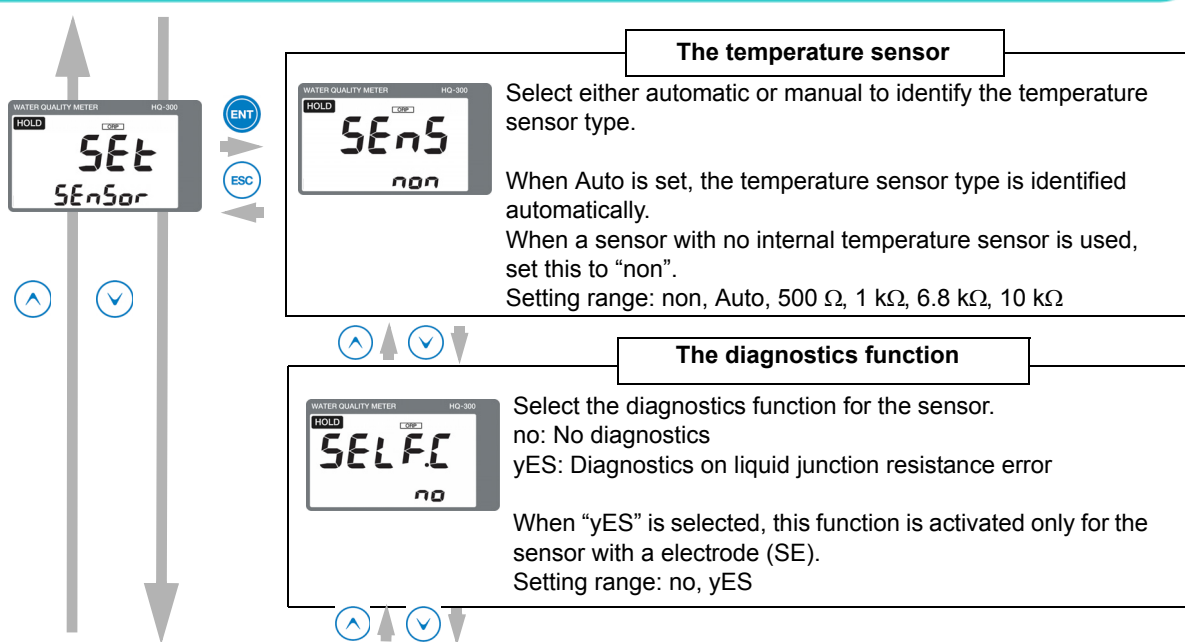 WATER QUALITY METER HQ-300
HOLD
ORP
SEt
SEnSor
ENT
ESC
The temperature sensor
WATER QUALITY METER HQ-300
HOLD
ORP
SEnS
non
Select either automatic or manual to identify the temperature
sensor type.
When Auto is set, the temperature sensor type is identified
automatically.
When a sensor with no internal temperature sensor is used,
set this to “non”.
Setting range: non, Auto, 500 Ω, 1 kΩ, 6.8 kΩ, 10 kΩ
The diagnostics function
WATER QUALITY METER HQ-300
HOLD
ORP
SELF.C
no
Select the diagnostics function for the sensor.
no: No diagnostics
yES: Diagnostics on liquid junction resistance error
When “yES” is selected, this function is activated only for the
sensor with a electrode (SE).
Setting range: no, yES